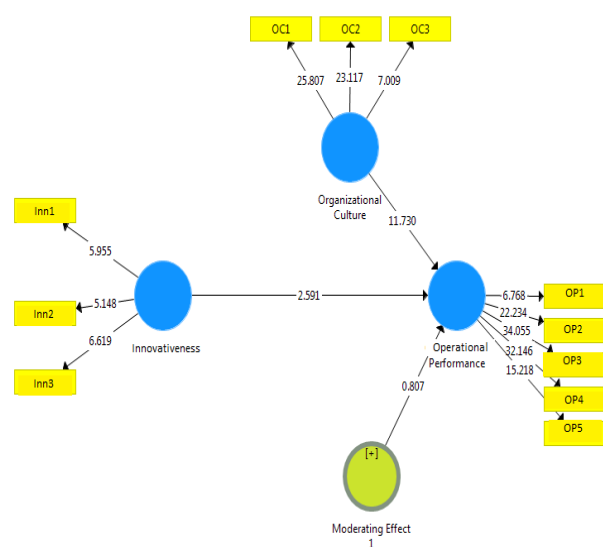 OC1
OC2
OC3
25.807
23.117
7.009
Organizational
Culture
11.730
Inn1
5.955
Inn2
5.148
Inn3
6.619
Innovativeness
2.591
Operational
Performance
6.768
OP1
22.234
OP2
34.055
OP3
32.146
OP4
15.218
OP5
0.807
[+]
Moderating Effect
1